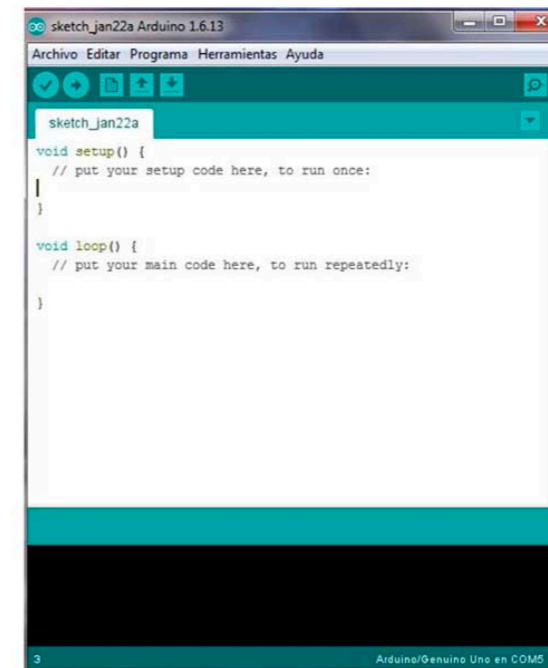 sketch_jan22a Arduino 1.6.13
Archivo Editar Programa Herramientas Ayuda
sketch_jan22a
void setup() {
// put your setup code here, to run once:
}
void loop() {
// put your main code here, to run repeatedly:
}
3
Arduino/Genuino Uno en COM5